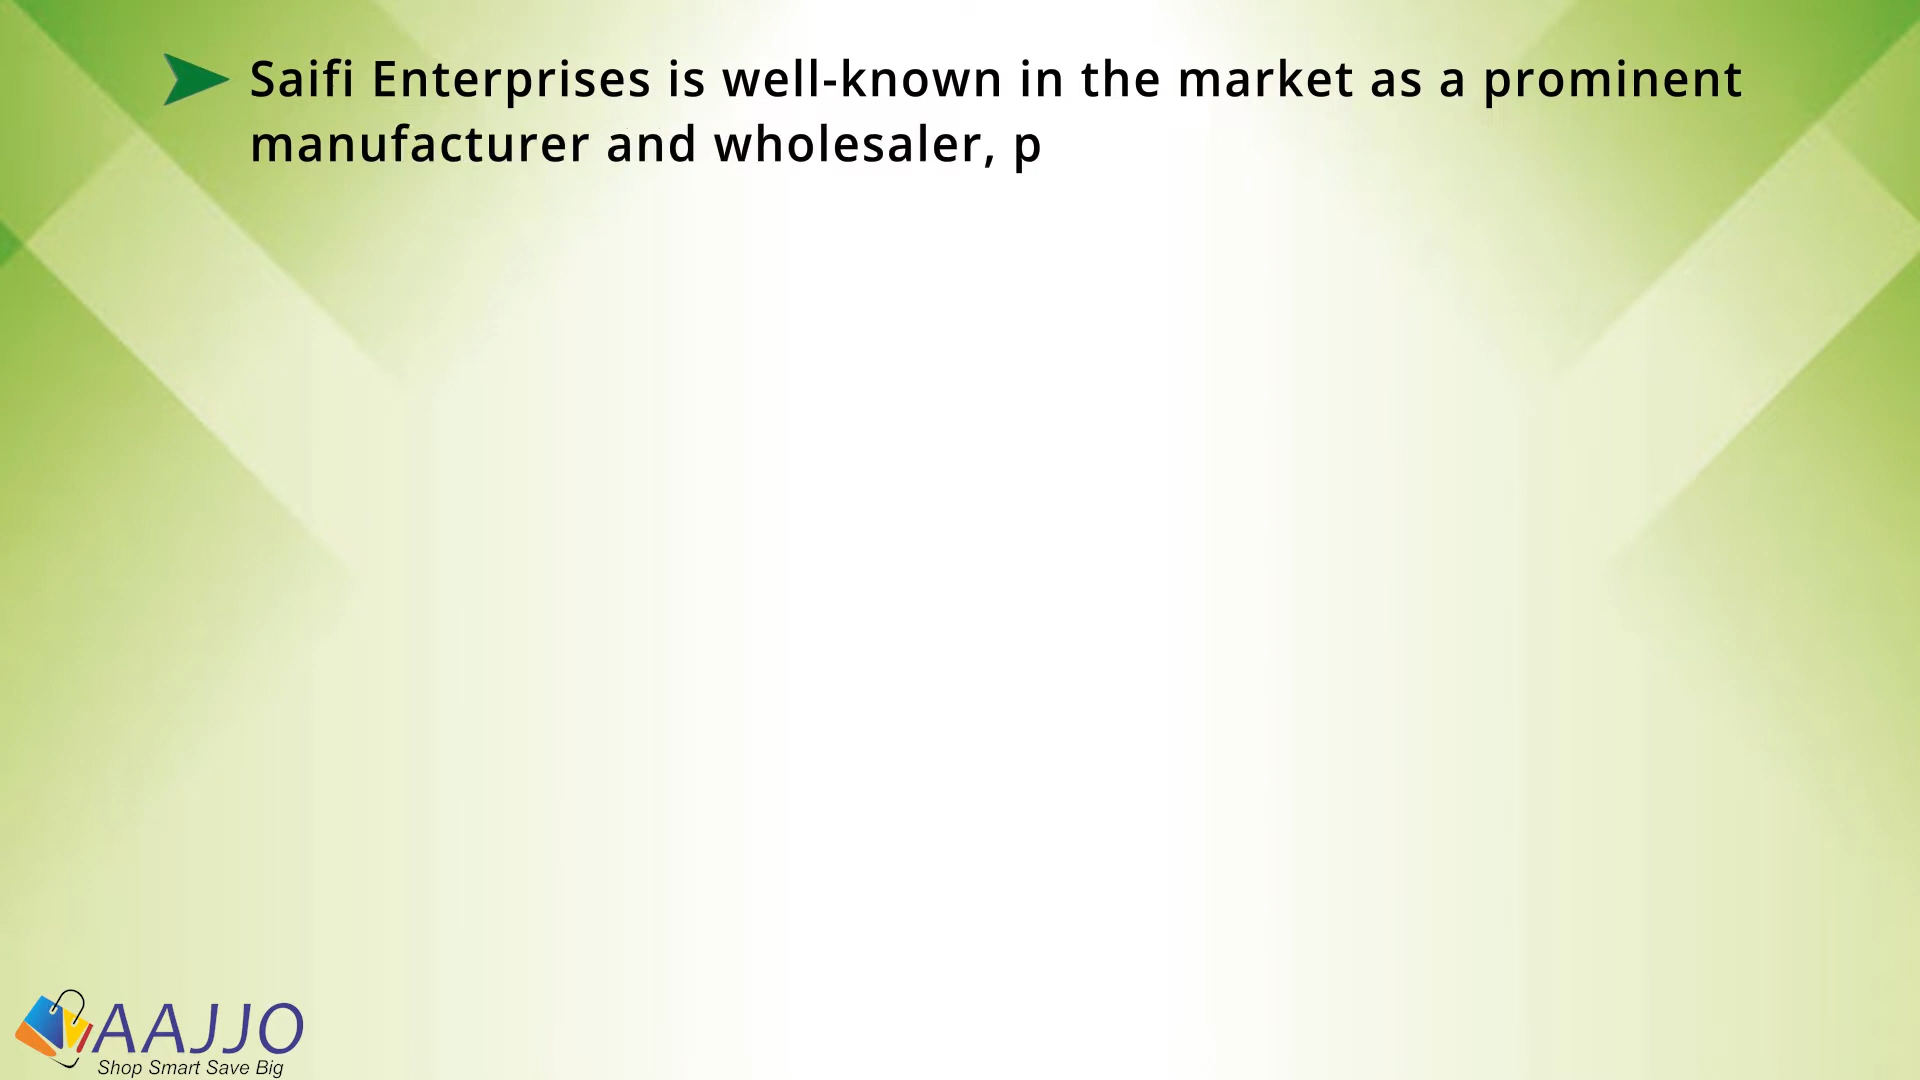 Saifi Enterprises is well-known in the market as a prominent
manufacturer and wholesaler, p
AAJJO
Shop Smart Save Big